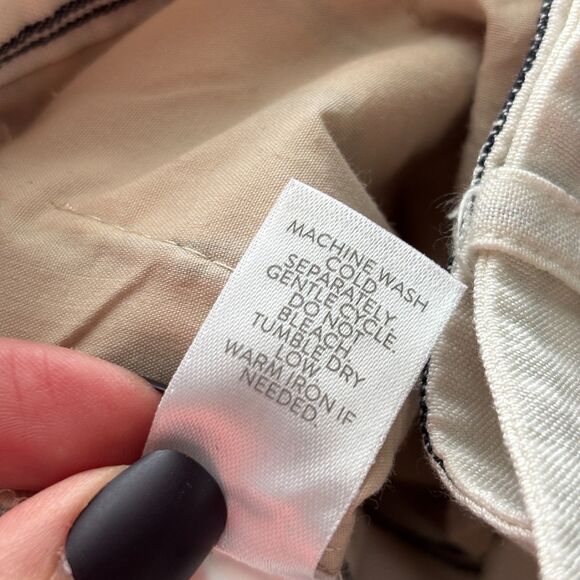 MACHINE WASH
COLD
SEPARATELY
GENTLE CYCLE.
DO NOT
BLEACH.
TUMBLE DRY
LOW
WARM IRON IF
NEEDED.